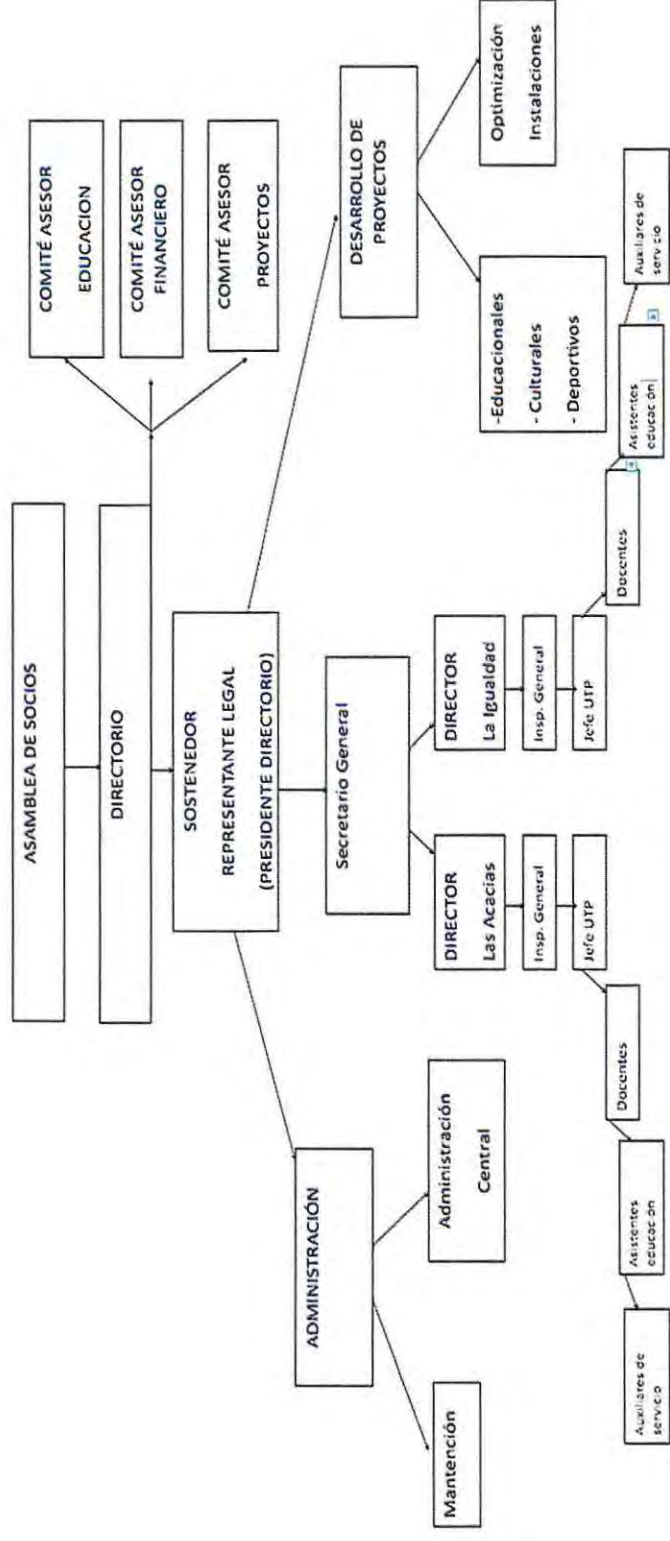 ASAMBLEA DE SOCIOS
DIRECTORIO
COMITÉ ASESOR
EDUCACION
COMITÉ ASESOR
FINANCIERO
COMITÉ ASESOR
PROYECTOS
SOSTENEDOR
REPRESENTANTE LEGAL
(PRESIDENTE DIRECTORIO)
ADMINISTRACIÓN
Secretario General
DESARROLLO DE
PROYECTOS
Mantención
Administración
Central
DIRECTOR
Las Acacias
DIRECTOR
La Igualdad
-Educacionales
- Culturales
- Deportivos
Optimización
Instalaciones
Insp. General
Insp. General
Jefe UTP
Jefe UTP
Docentes
Docentes
Asistentes
educación
Asistentes
educación
Auxiliares de
servicio
Auxiliares de
servicio